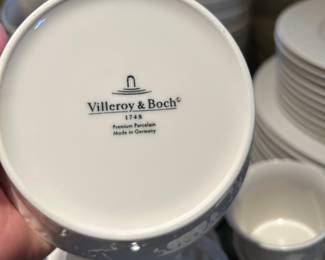 Villeroy & Boch©
1748
Premium Porcelain
Made in Germany